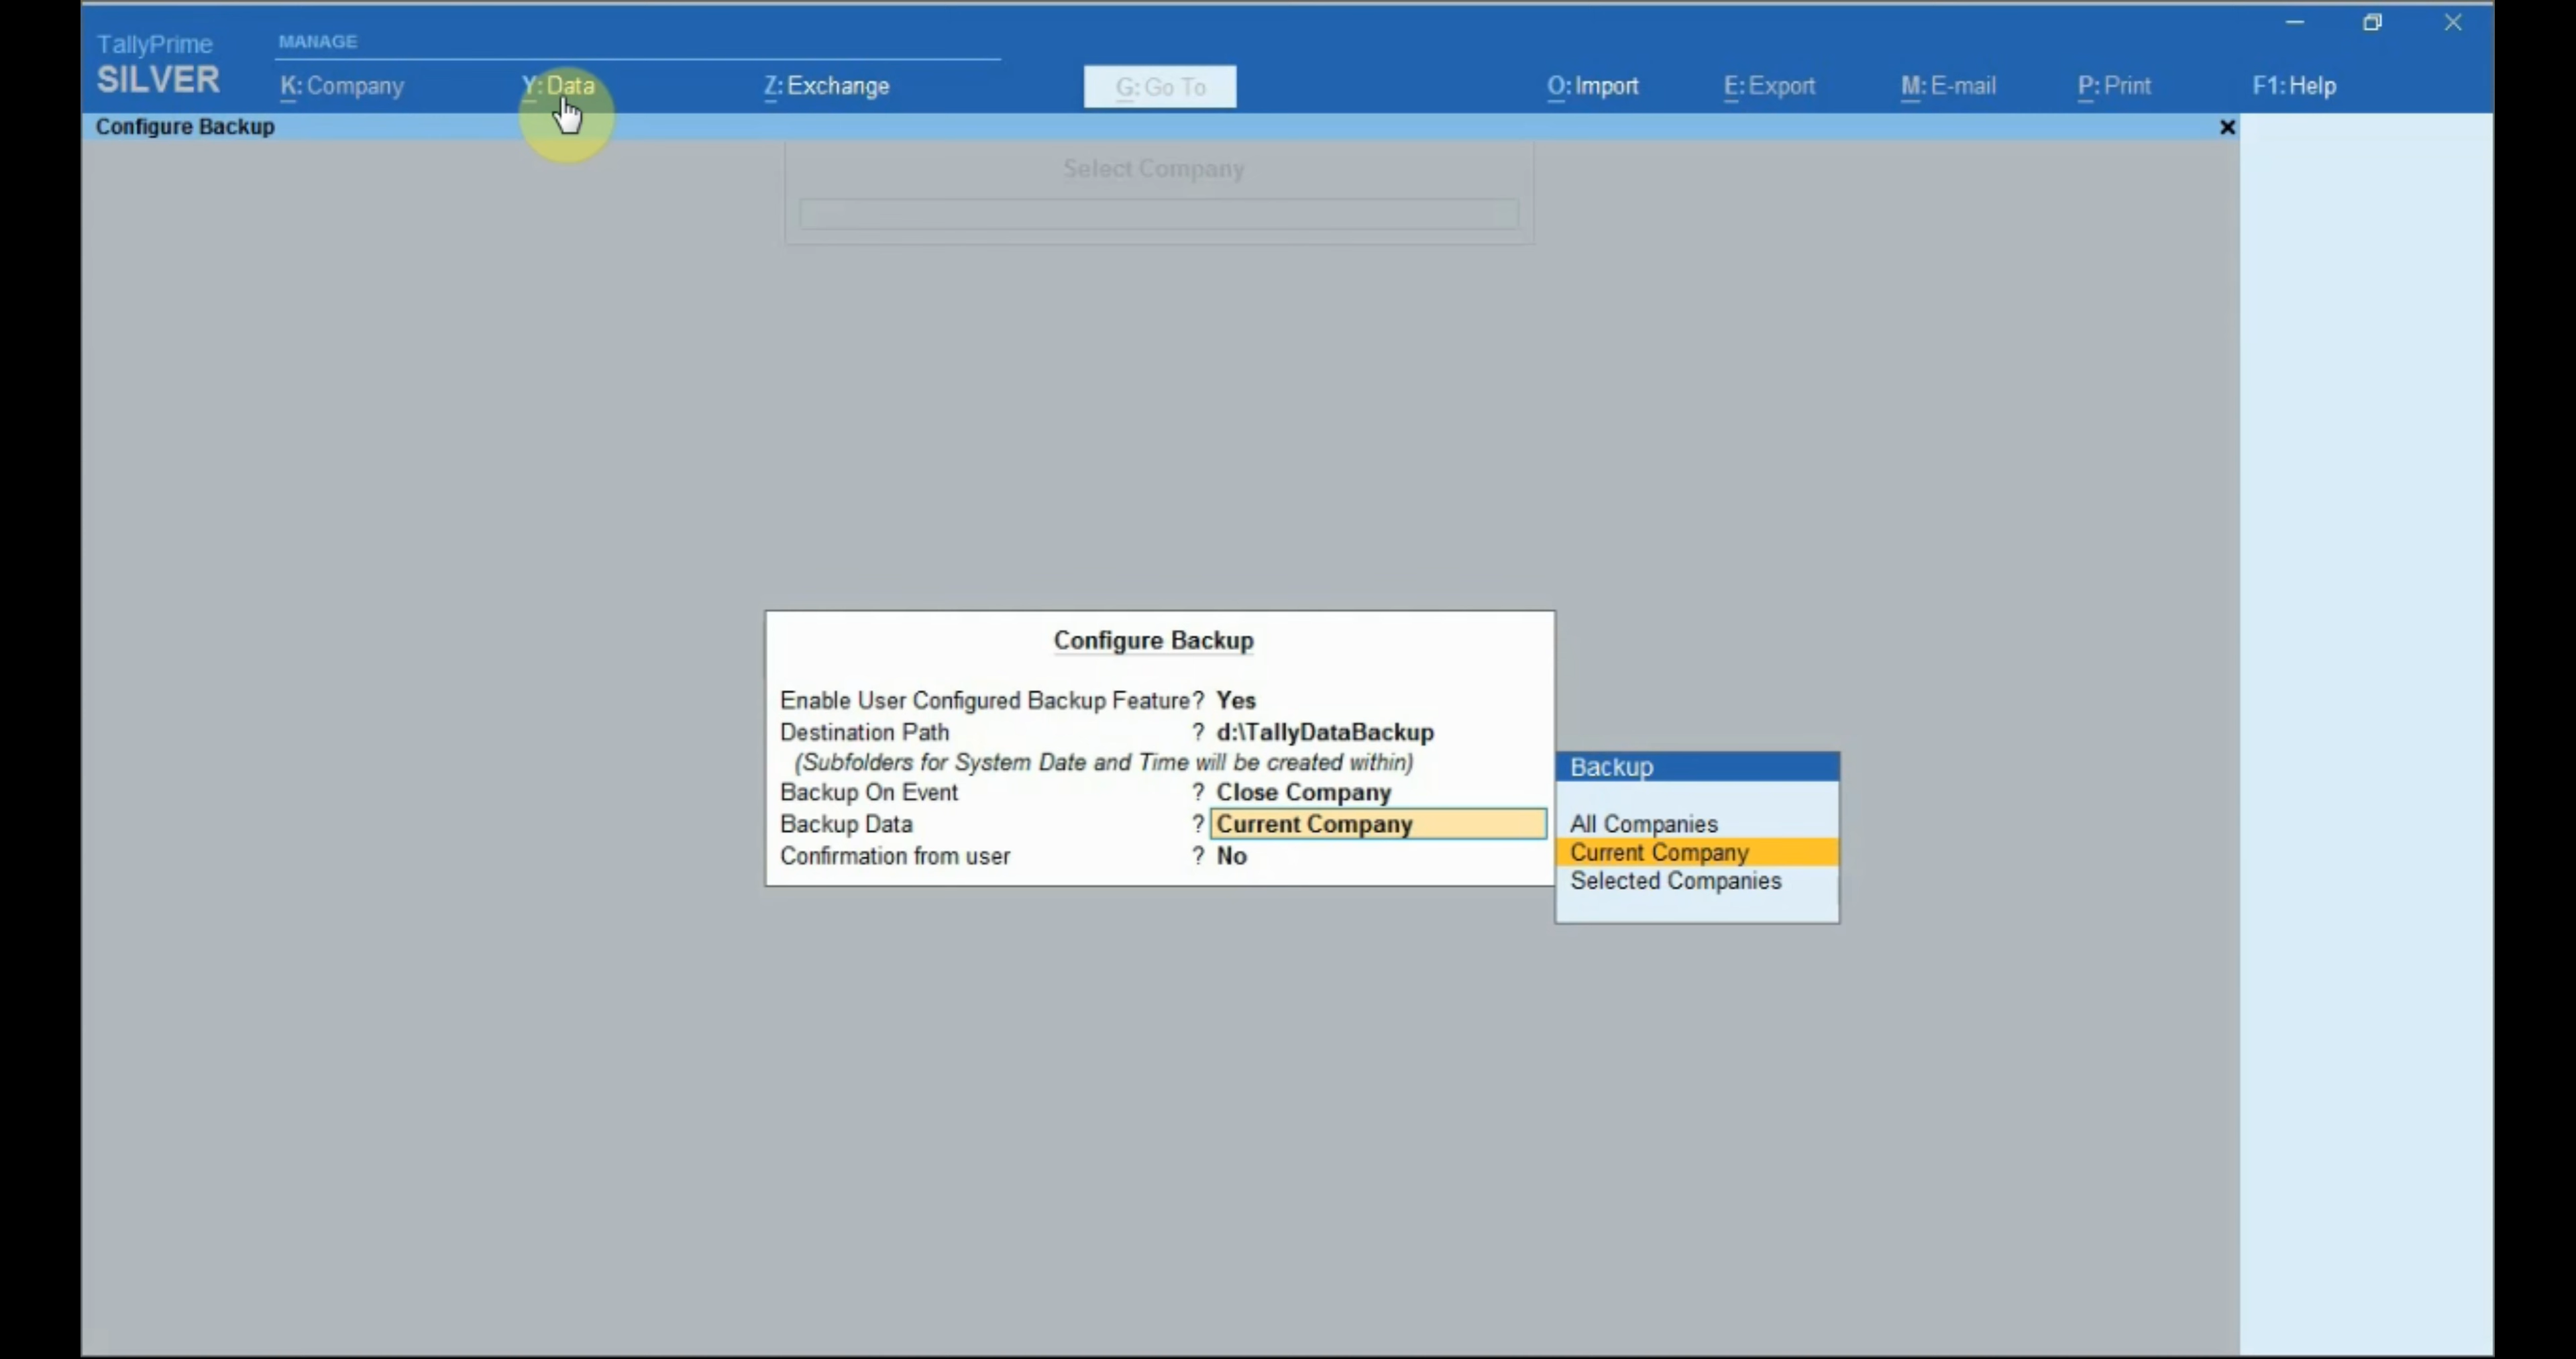 TallyPrime
MANAGE
SILVER
K: Company
Y: Data
Z: Exchange
G: Go To
O: Import
E: Export
M: E-mail
P: Print
F1: Help
Configure Backup
Select Company
Configure Backup
Enable User Configured Backup Feature? Yes
Destination Path ? d:\TallyDataBackup
(Subfolders for System Date and Time will be created within)
Backup On Event ? Close Company
Backup Data ? Current Company
Confirmation from user ? No
Backup
All Companies
Current Company
Selected Companies